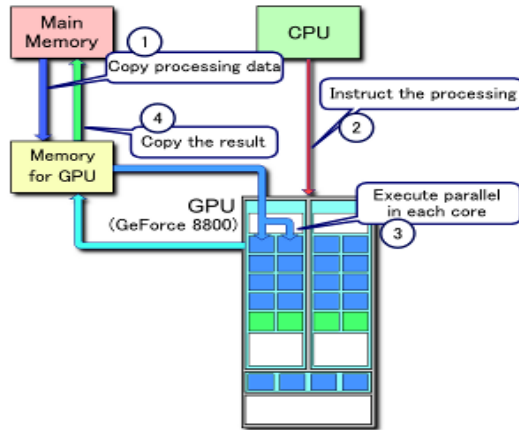 Main
Memory
CPU
1
Copy processing data
Instruct the processing
2
4
Copy the result
Memory
for GPU
GPU
(GeForce 8800)
Execute parallel
in each core
3